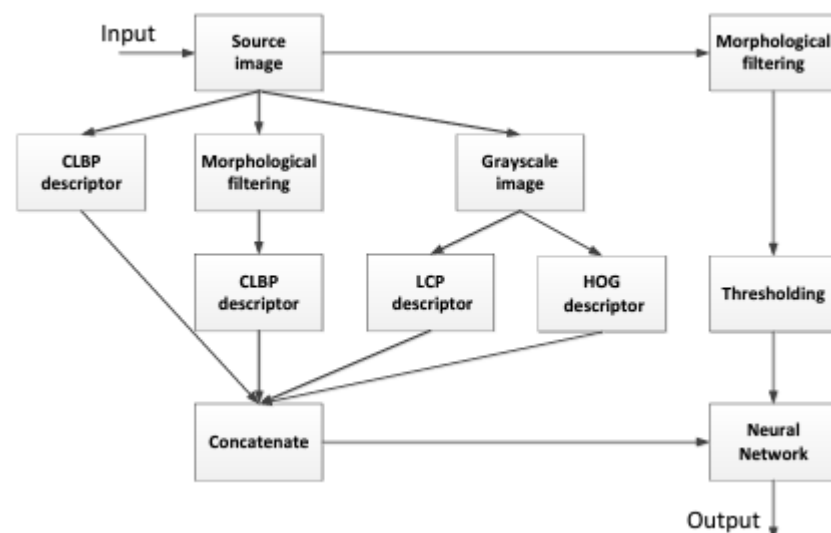 Input
Source
image
Morphological
filtering
CLBP
descriptor
Morphological
filtering
Grayscale
image
CLBP
descriptor
LCP
descriptor
HOG
descriptor
Thresholding
Concatenate
Neural
Network
Output